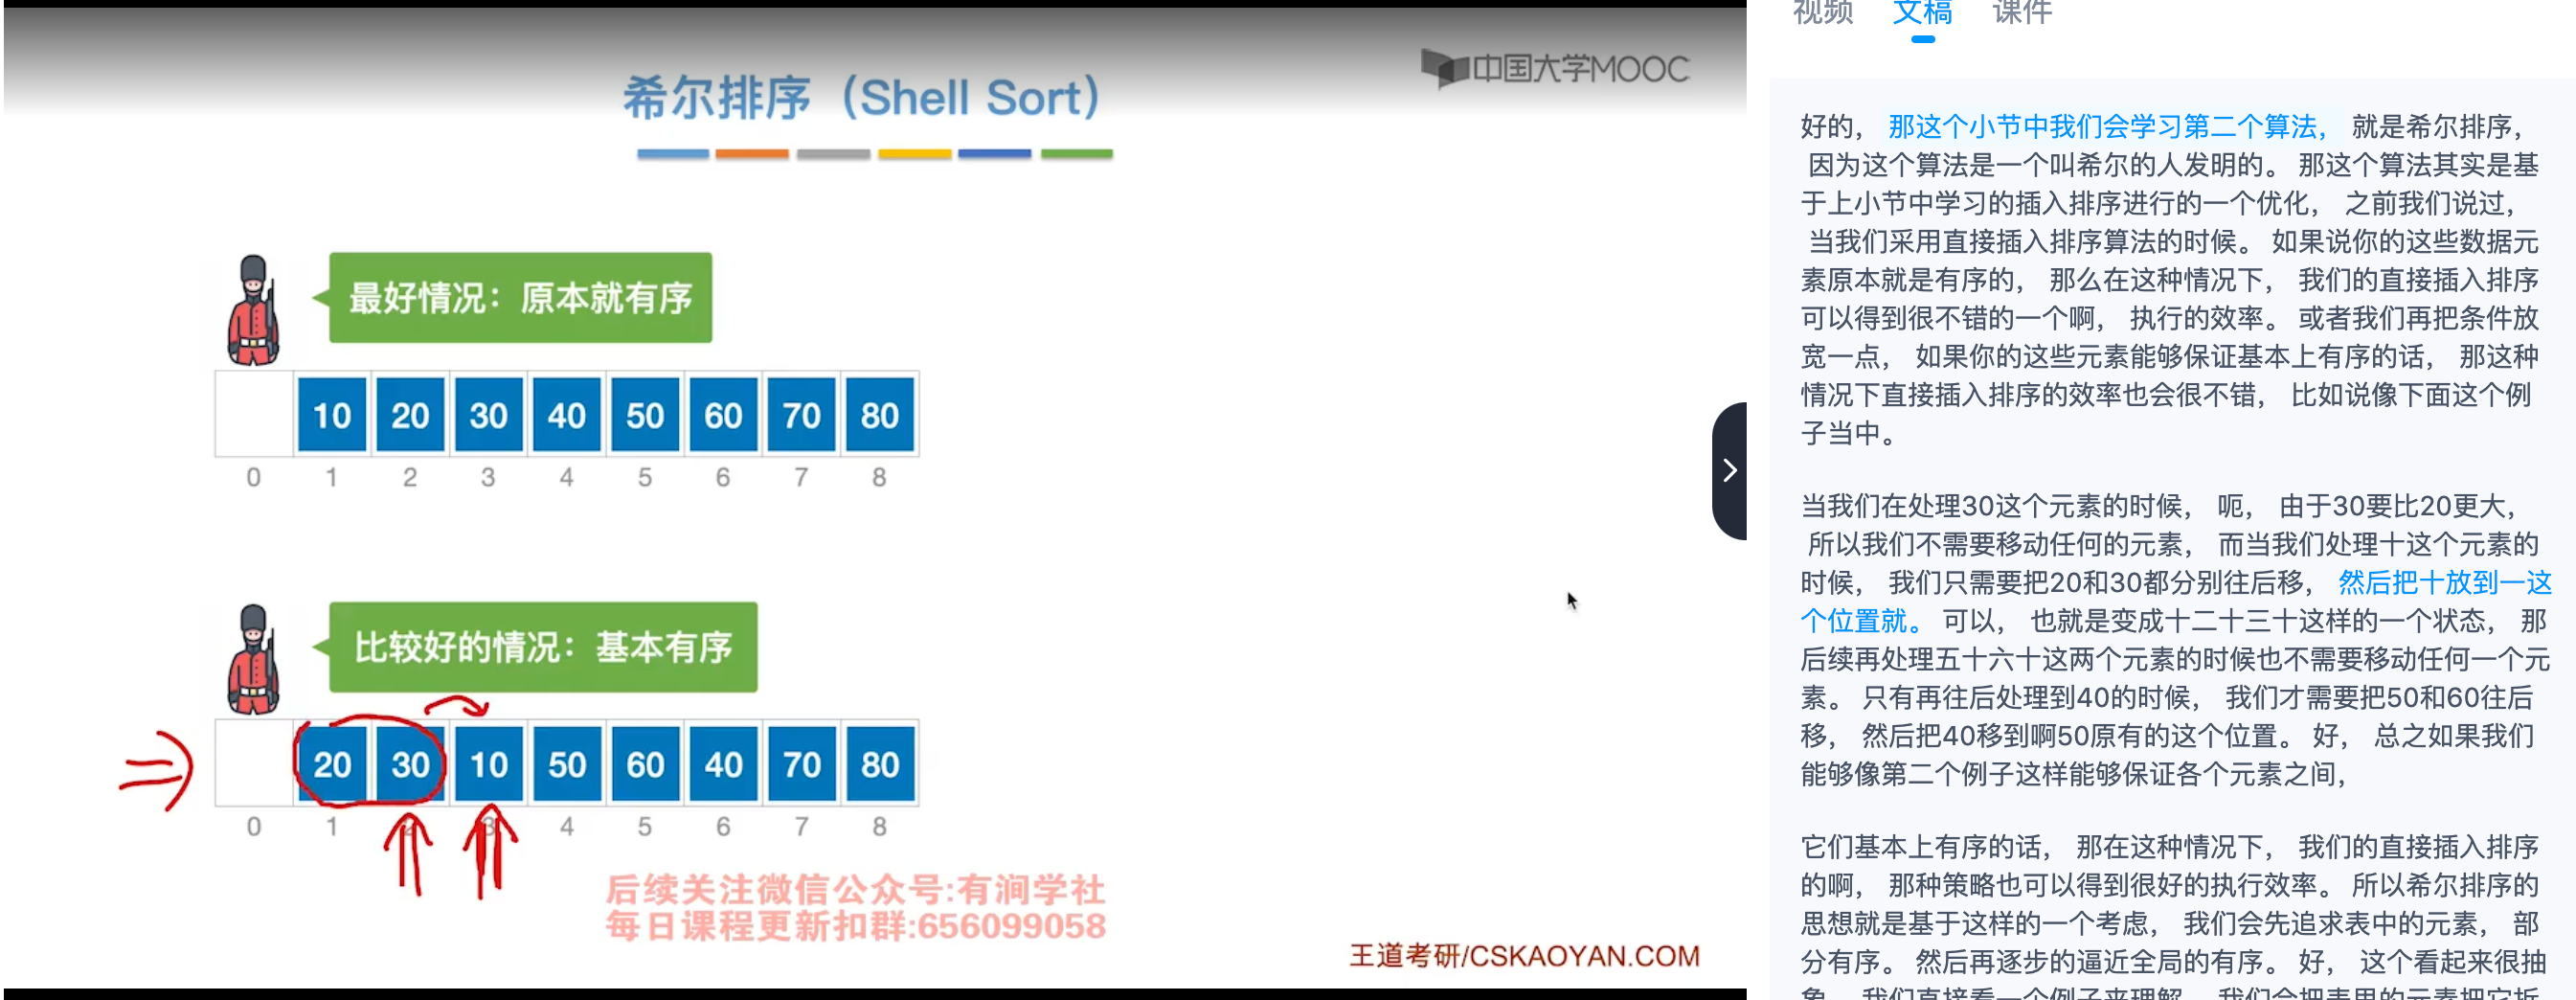 希尔排序（Shell Sort）
中国大学MOOC
最好情况：原本就有序
10 20 30 40 50 60 70 80
0 1 2 3 4 5 6 7 8
比较好的情况：基本有序
20 30 10 50 60 40 70 80
0 1 2 3 4 5 6 7 8
后续关注微信公众号:有涧学社
每日课程更新扣群:656099058
王道考研/CSKAOYAN.COM
视频 文稿 课件
好的， 那这个小节中我们会学习第二个算法， 就是希尔排序，
因为这个算法是一个叫希尔的人发明的。 那这个算法其实是基
于上小节中学习的插入排序进行的一个优化， 之前我们说过，
当我们采用直接插入排序算法的时候。 如果说你的这些数据元
素原本就是有序的， 那么在这种情况下， 我们的直接插入排序
可以得到很不错的一个啊， 执行的效率。 或者我们再把条件放
宽一点， 如果你的这些元素能够保证基本上有序的话， 那这种
情况下直接插入排序的效率也会很不错， 比如说像下面这个例
子当中。
当我们在处理30这个元素的时候， 呃， 由于30要比20更大，
所以我们不需要移动任何的元素， 而当我们处理十这个元素的
时候， 我们只需要把20和30都分别往后移， 然后把十放到一这
个位置就。 可以， 也就是变成十二十三十这样的一个状态， 那
后续再处理五十六十这两个元素的时候也不需要移动任何一个元
素。 只有再往后处理到40的时候， 我们才需要把50和60往后
移， 然后把40移到啊50原有的这个位置。 好， 总之如果我们
能够像第二个例子这样能够保证各个元素之间，
它们基本上有序的话， 那在这种情况下， 我们的直接插入排序
的啊， 那种策略也可以得到很好的执行效率。 所以希尔排序的
思想就是基于这样的一个考虑， 我们会先追求表中的元素， 部
分有序。 然后再逐步的逼近全局的有序。 好， 这个看起来很抽
象， 我们直接看一个例子来理解， 我们会把表里的元素把它拆